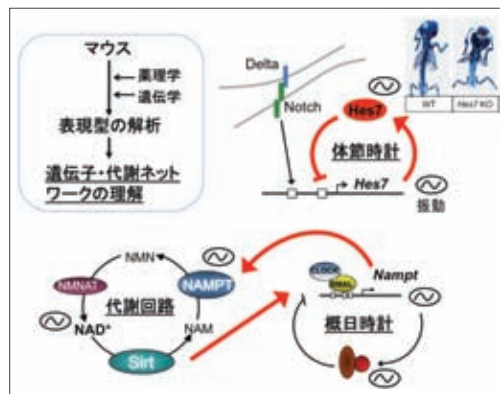 マウス
薬理学
遺伝学
表現型の解析
遺伝子・代謝ネット
ワークの理解
Delta
Notch
Hes7
体節時計
Hes7
振動
WT
Hes7 KO
NMN
NMNAT
NAMPT
代謝回路
NAD+
NAM
Sirt
CLOCK
BMAL
Nampt
概日時計